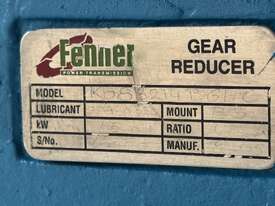 Fenner
POWER TRANSMISSION
GEAR
REDUCER
MODEL
LUBRICANT
MOUNT
kW
RATIO
S/No.
MANUF.